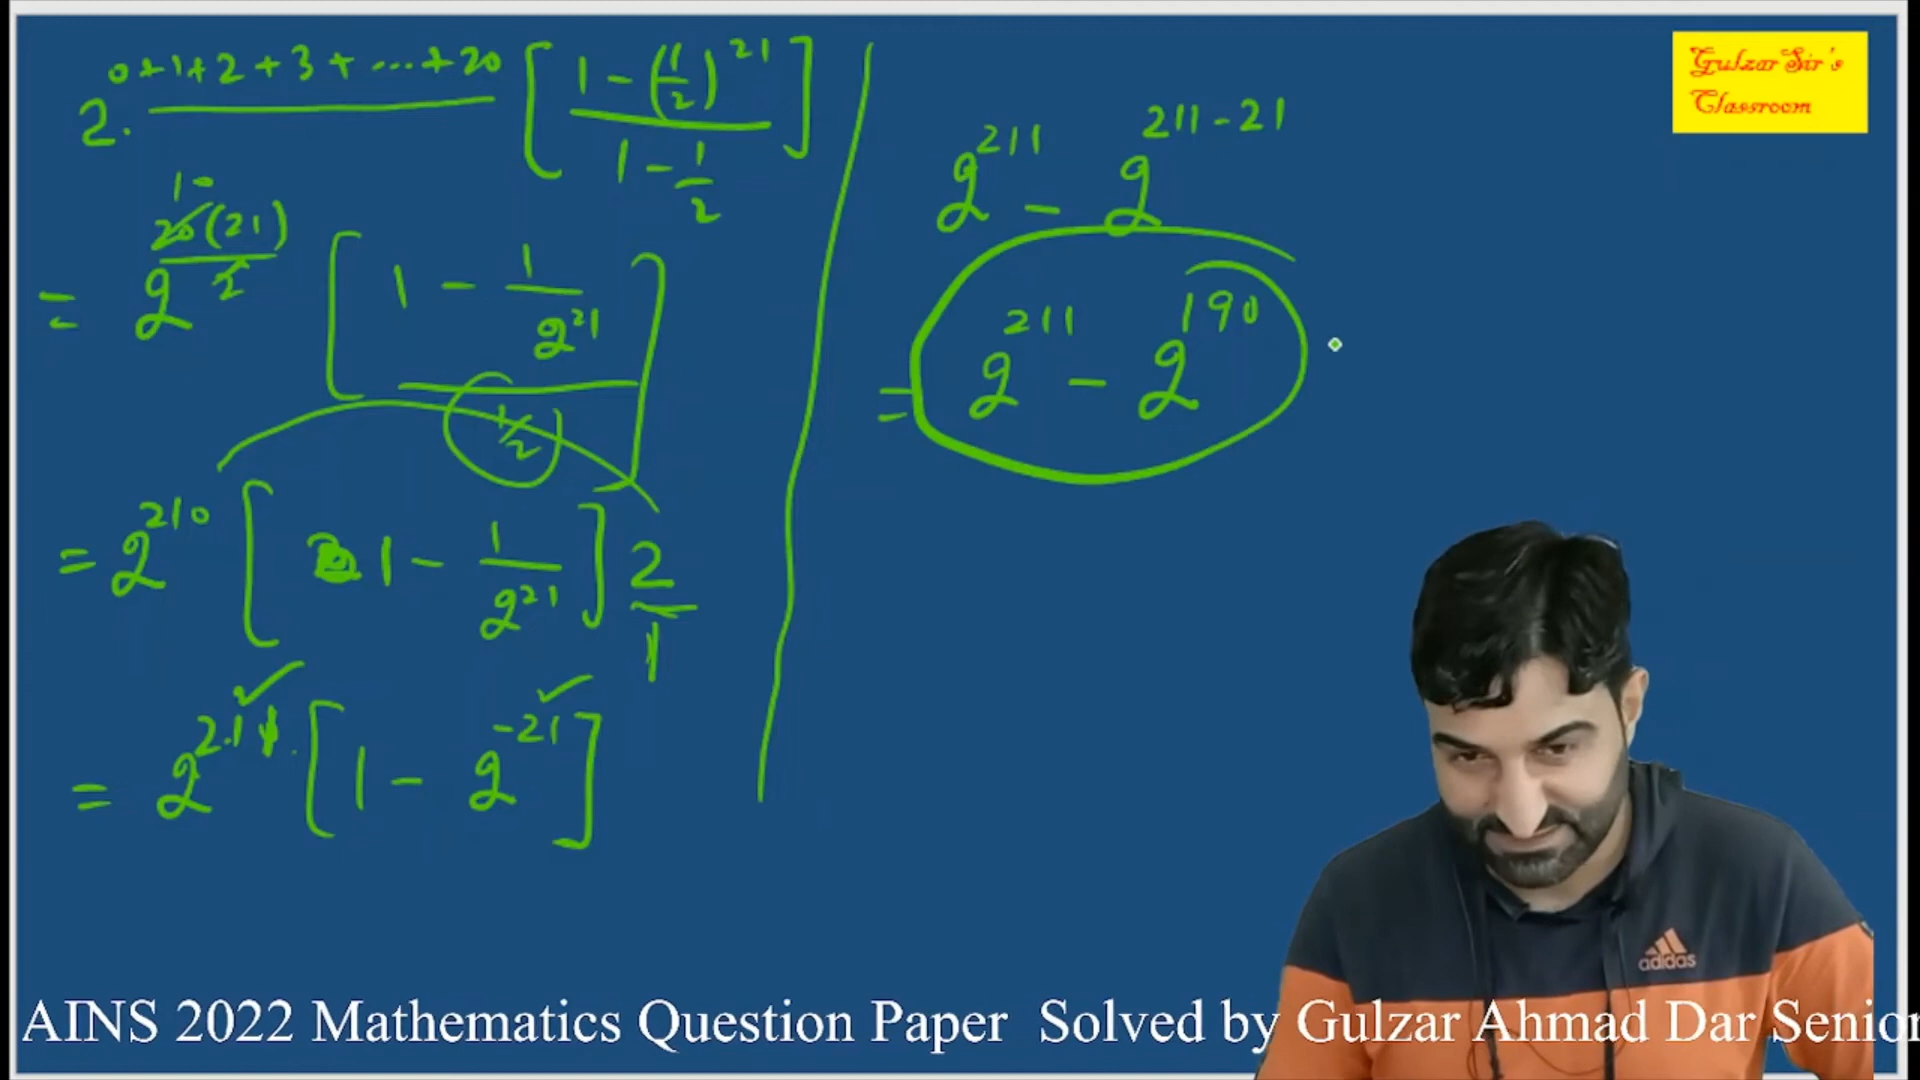 2. 0+1+2+3+...+20 [ 1-(1/2)^21 / 1-1/2 ]
= 2^20(21)/2 10 [ 1 - 1/2^21 / 1/2 ]
= 2^210 [ 1 - 1/2^21 ] 2/1
= 2^211 [ 1 - 2^-21 ]
2^211 - 2^211-21
= 2^211 - 2^190
Gulzar Sir's
Classroom
adidas
AINS 2022 Mathematics Question Paper Solved by Gulzar Ahmad Dar Senior